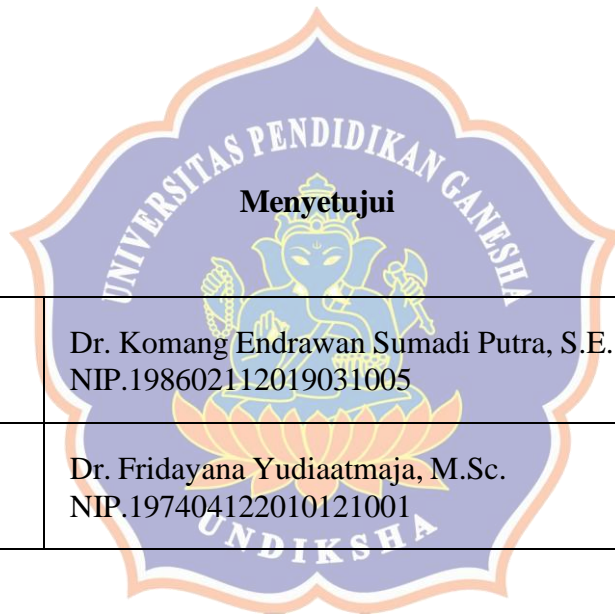 UNIVERSITAS PENDIDIKAN GANESHA
Menyetujui
Dr. Komang Endrawan Sumadi Putra, S.E.
NIP.198602112019031005
Dr. Fridayana Yudiaatmaja, M.Sc.
NIP.197404122010121001
UNDIKSHA